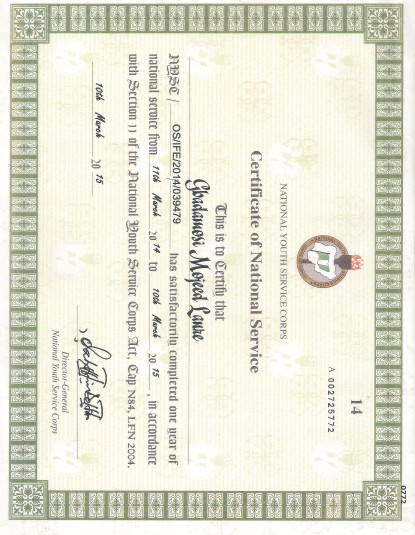 0772
14
A 002725772
NATIONAL YOUTH SERVICE CORPS
Certificate of National Service
This is to Certify that
Gbadamosi Mojeed Lanre
NYSC / OS/IFE/2014/039479 has satisfactorily completed one year of
national service from 11th March 2014 to 10th March 2015, in accordance
with Section 11 of the National Youth Service Corps Act, Cap N84, LFN 2004.
10th March 2015
Director-General
National Youth Service Corps